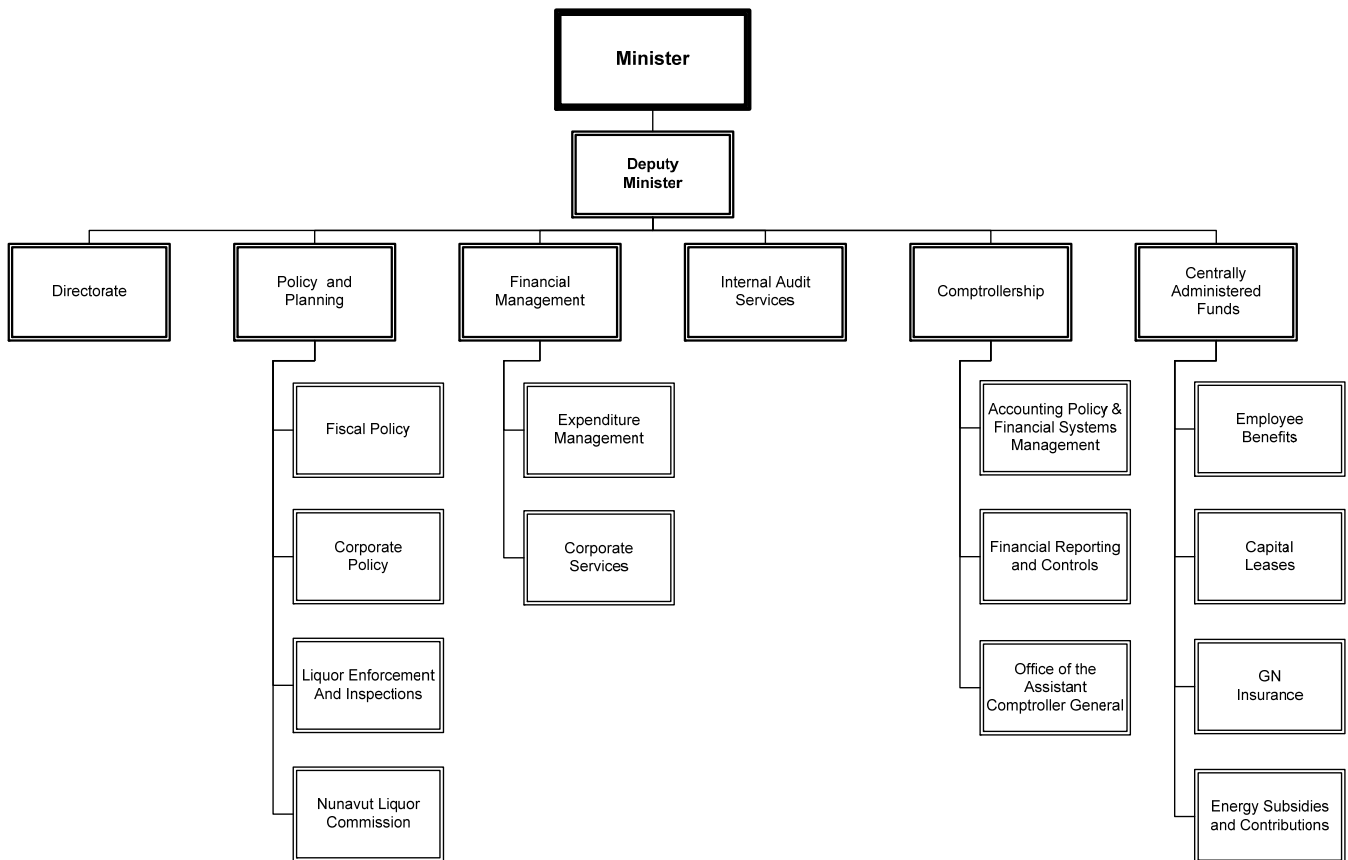 Minister
Deputy
Minister
Directorate
Policy and
Planning
Financial
Management
Internal Audit
Services
Comptrollership
Centrally
Administered
Funds
Fiscal Policy
Corporate
Policy
Liquor Enforcement
And Inspections
Nunavut Liquor
Commission
Expenditure
Management
Corporate
Services
Accounting Policy &
Financial Systems
Management
Financial Reporting
and Controls
Office of the
Assistant
Comptroller General
Employee
Benefits
Capital
Leases
GN
Insurance
Energy Subsidies
and Contributions